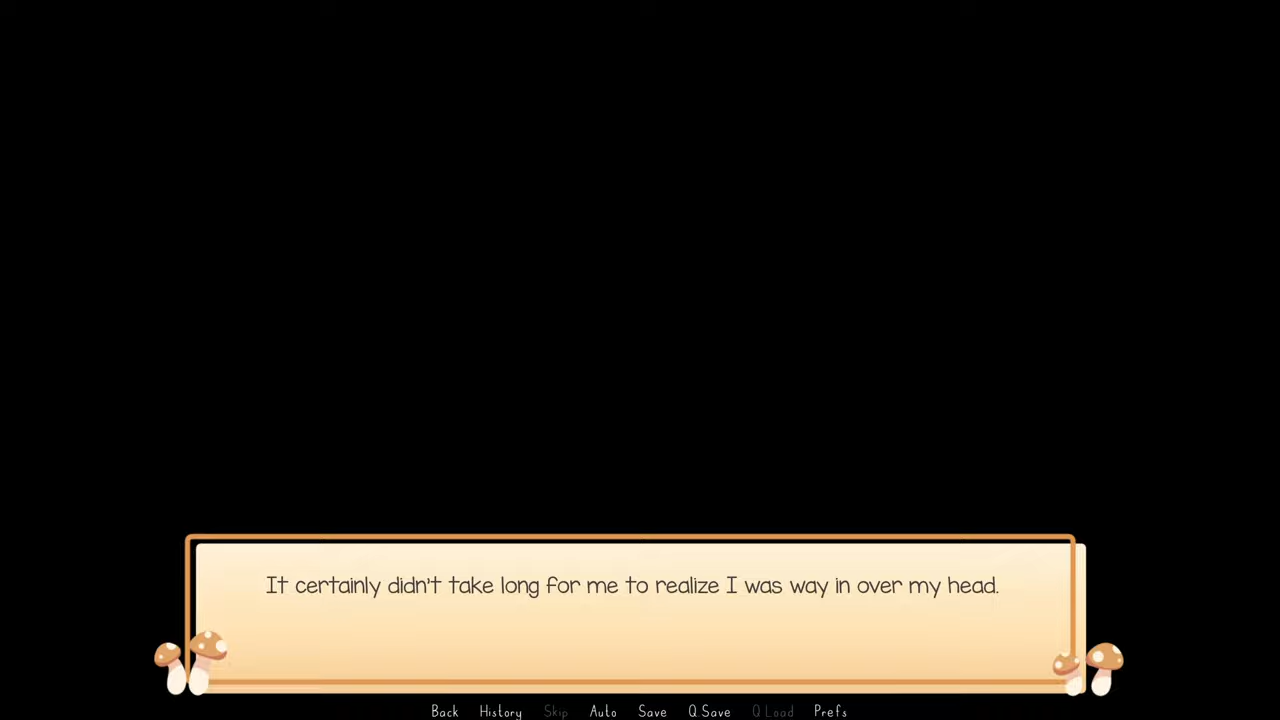 It certainly didn't take long for me to realize I was way in over my head.
Back History Skip Auto Save Q.Save Q.Load Prefs